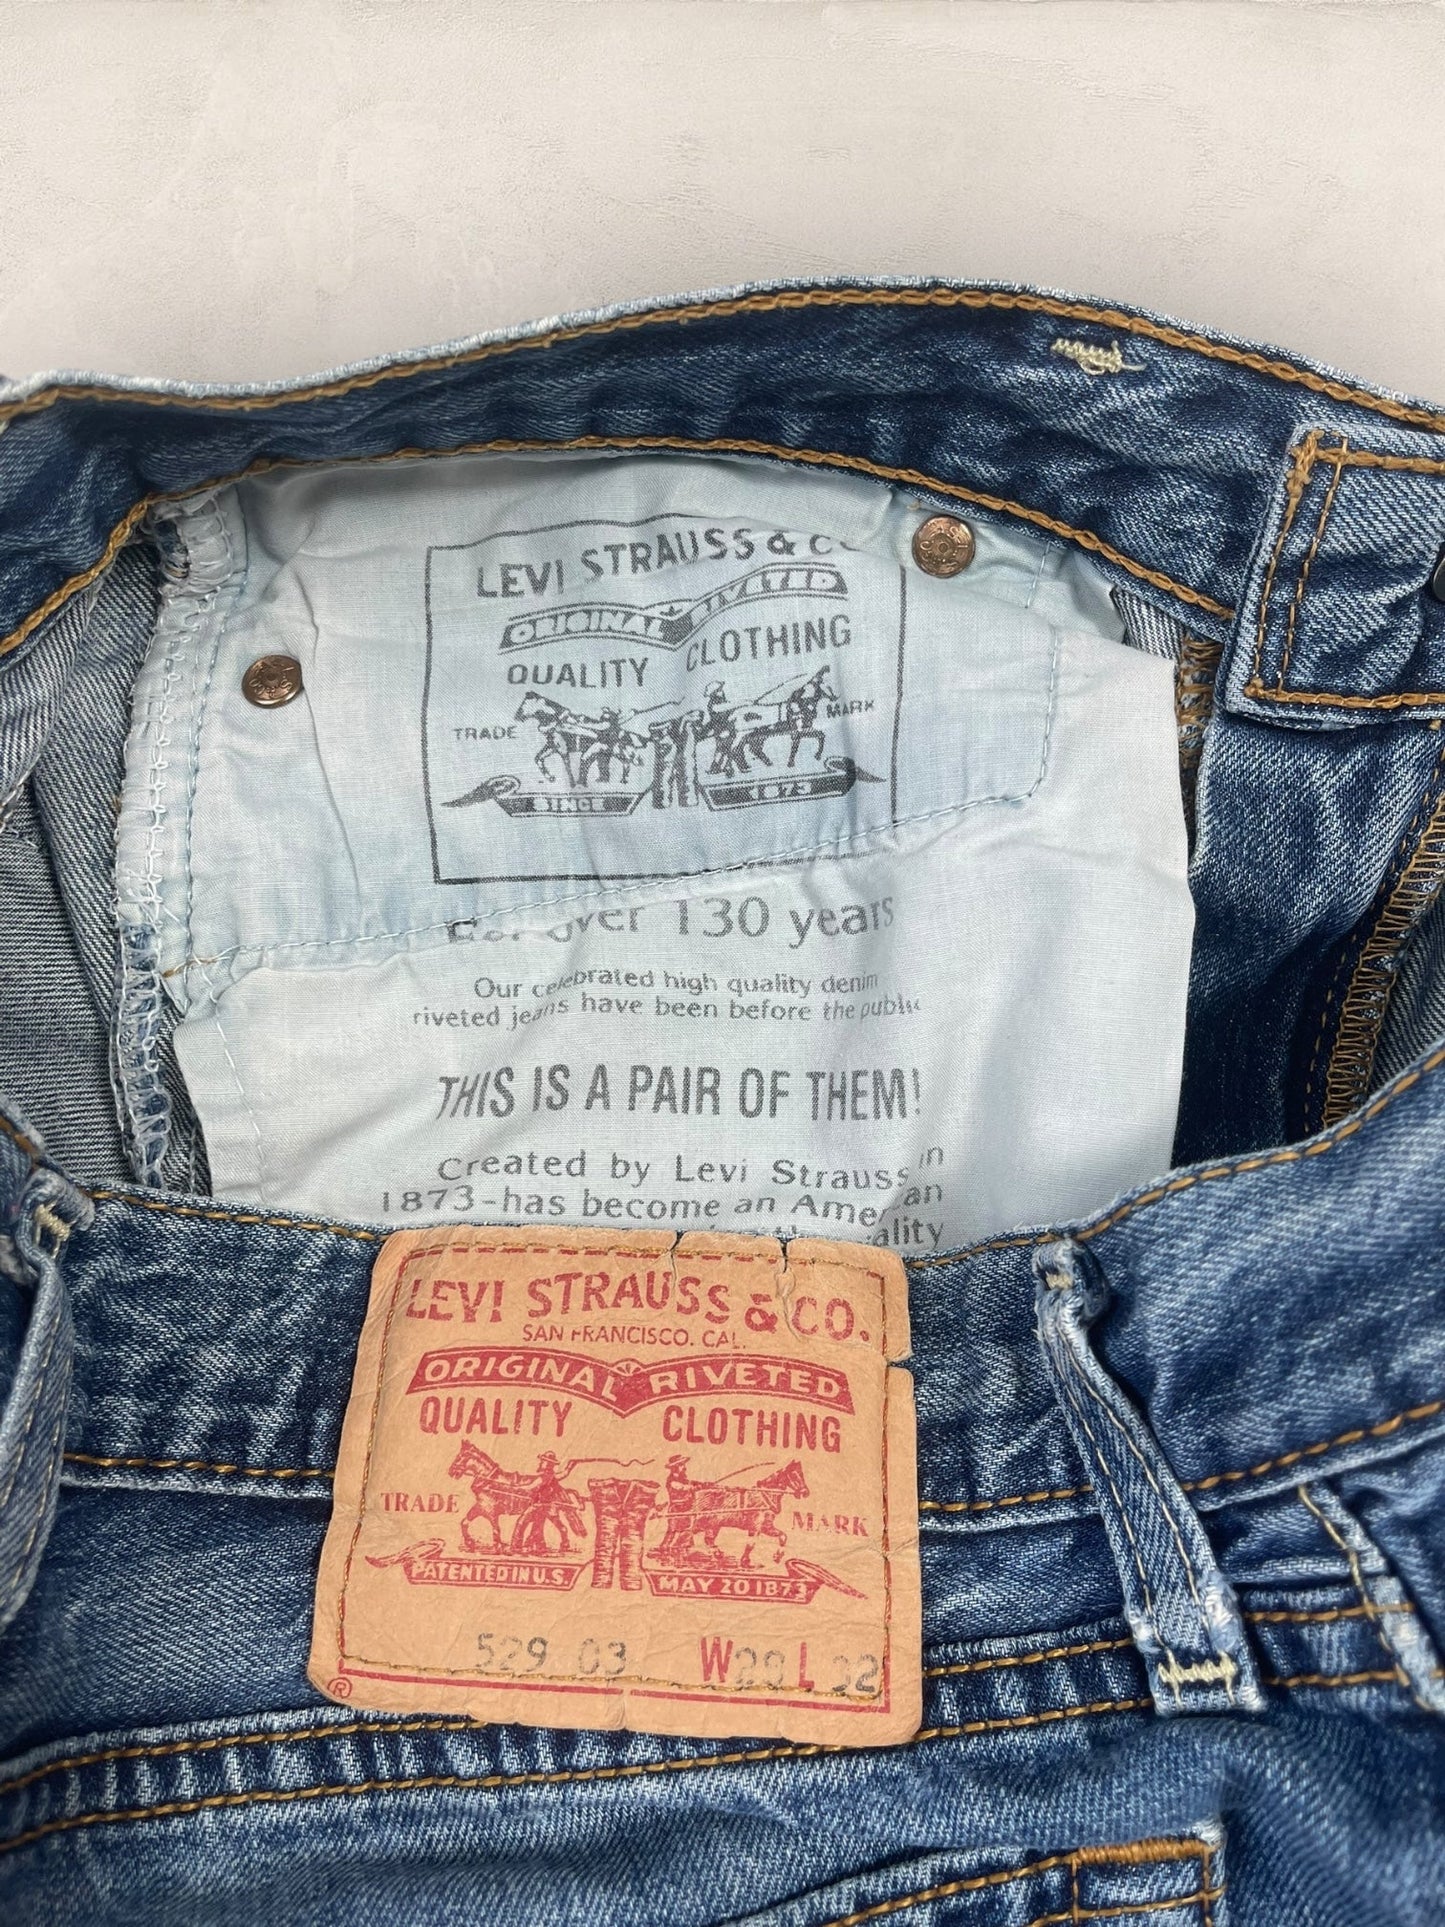 LEVI STRAUSS & CO
ORIGINAL RIVETED
QUALITY CLOTHING
TRADE MARK
SINCE 1873
over 130 years
Our celebrated high quality denim
riveted jeans have been before the public
THIS IS A PAIR OF THEM!
Created by Levi Strauss in
1873-has become an American
ality
LEVI STRAUSS & CO.
SAN FRANCISCO. CAL.
ORIGINAL RIVETED
QUALITY CLOTHING
TRADE MARK
PATENTED IN U.S. MAY 20 1873
529 03 W 28 L 32
®